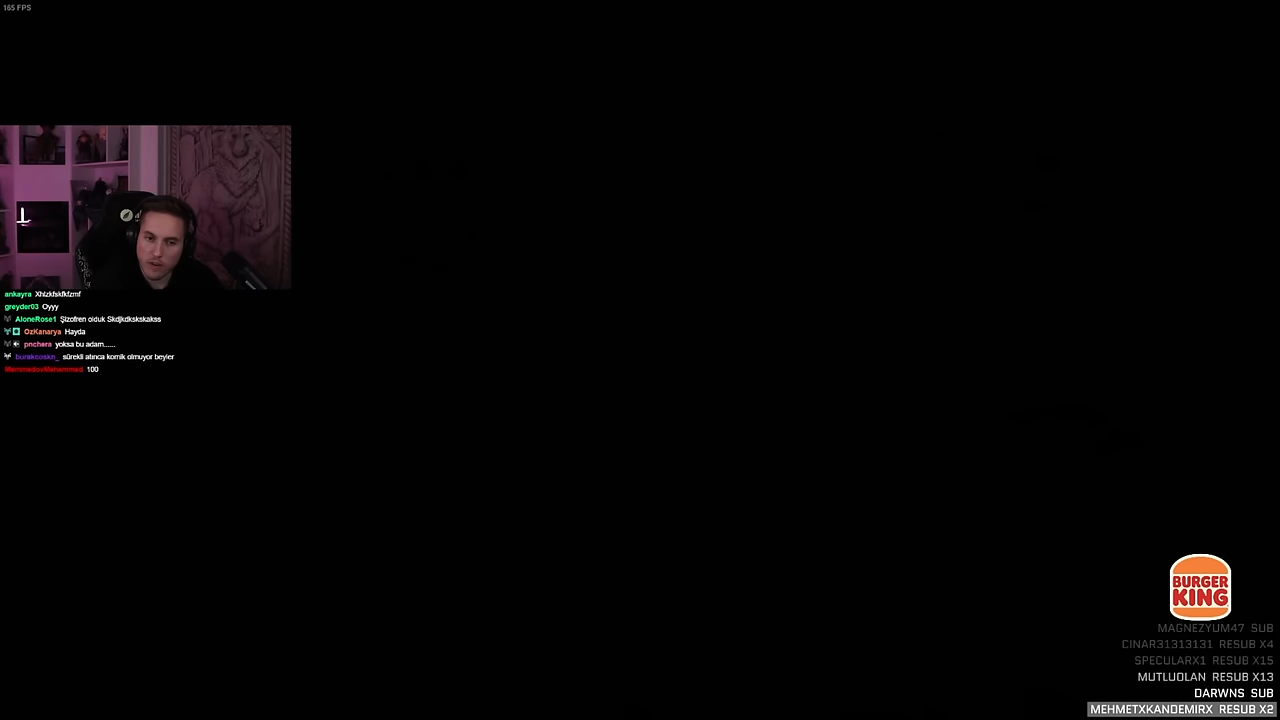 165 FPS
ankayra Xhlzkfskfkfzmf
greyder03 Oyyy
AloneRose1 Şizofren olduk Skdjkdkskskakss
OzKanarya Hayda
pnchera yoksa bu adam......
burakcoskn_ sürekli atınca komik olmuyor beyler
MammadovMahammad 100
BURGER
KING
MAGNEZYUM47 SUB
CINAR31313131 RESUB X4
SPECULARX1 RESUB X15
MUTLUOLAN RESUB X13
DARWNS SUB
MEHMETXKANDEMIRX RESUB X2